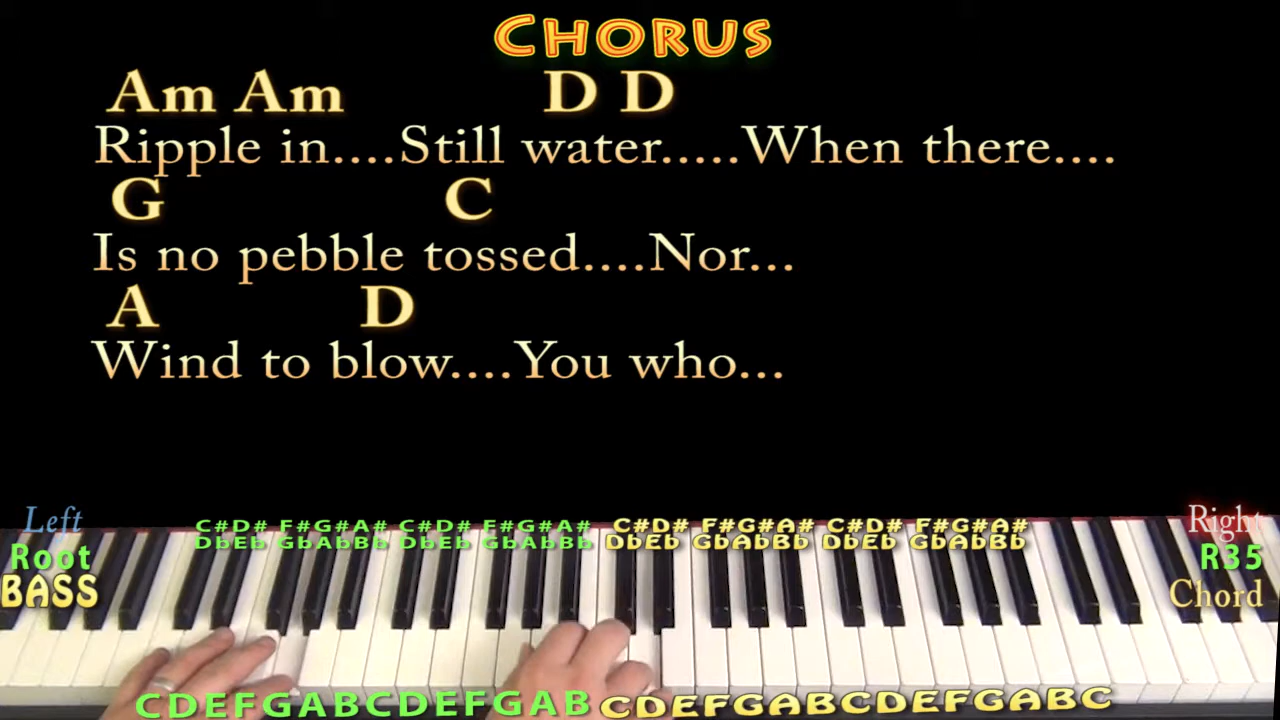 CHORUS
Am Am D D
Ripple in....Still water.....When there....
G C
Is no pebble tossed....Nor...
A D
Wind to blow....You who...
Left
Root
BASS
C#D# F#G#A# C#D# F#G#A# C#D# F#G#A# C#D# F#G#A#
DbEb GbAbBb DbEb GbAbBb DbEb GbAbBb DbEb GbAbBb
Right
R35
Chord
CDEFGABCDEFGAB CDEFGABCDEFGABC